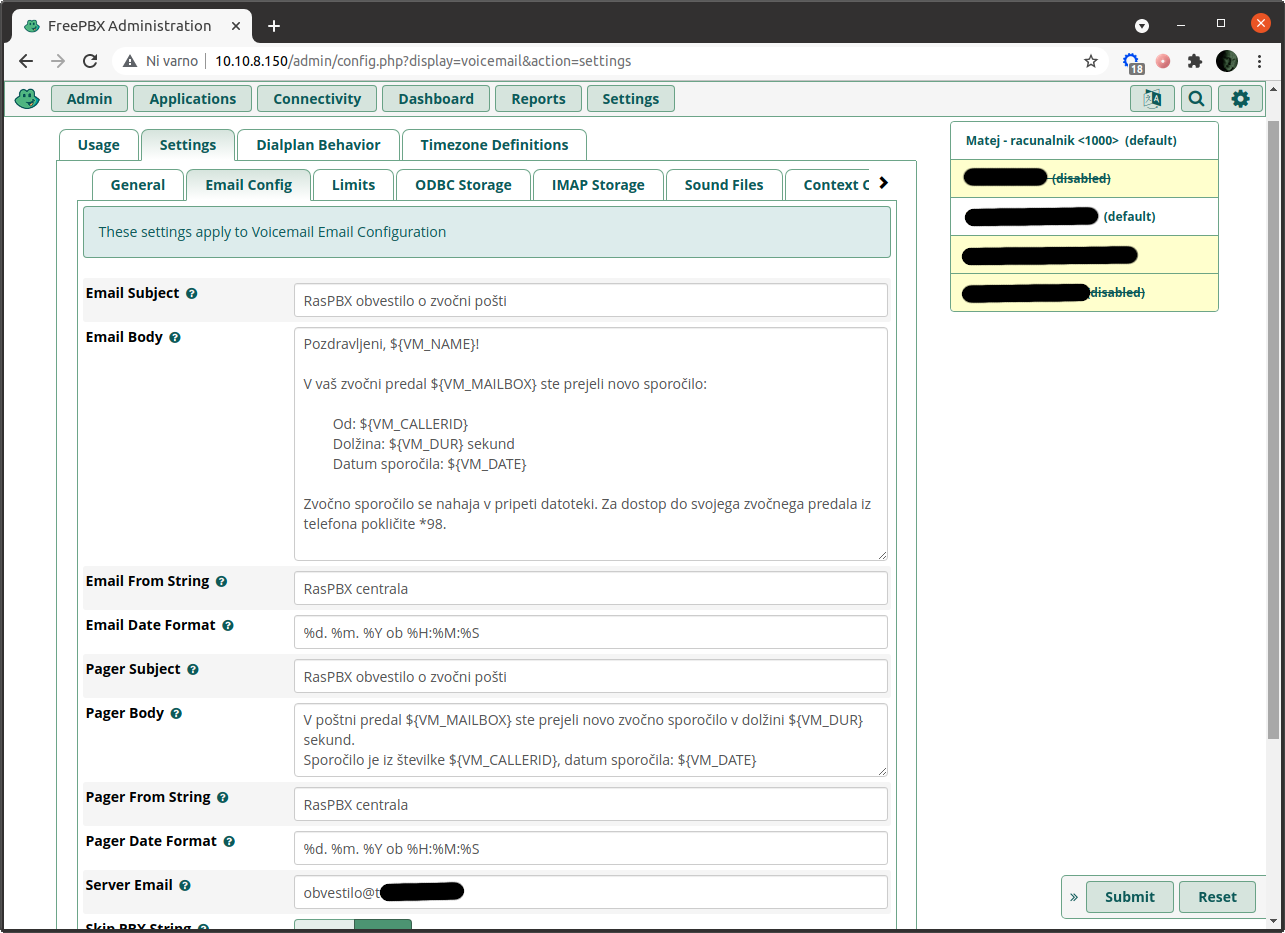 FreePBX Administration
Ni varno
10.10.8.150/admin/config.php?display=voicemail&action=settings
18
Admin
Applications
Connectivity
Dashboard
Reports
Settings
Usage
Settings
Dialplan Behavior
Timezone Definitions
General
Email Config
Limits
ODBC Storage
IMAP Storage
Sound Files
Context
These settings apply to Voicemail Email Configuration
Email Subject
RasPBX obvestilo o zvočni pošti
Email Body
Pozdravljeni, ${VM_NAME}!
V vaš zvočni predal ${VM_MAILBOX} ste prejeli novo sporočilo:
Od: ${VM_CALLERID}
Dolžina: ${VM_DUR} sekund
Datum sporočila: ${VM_DATE}
Zvočno sporočilo se nahaja v pripeti datoteki. Za dostop do svojega zvočnega predala iz
telefona pokličite *98.
Email From String
RasPBX centrala
Email Date Format
%d. %m. %Y ob %H:%M:%S
Pager Subject
RasPBX obvestilo o zvočni pošti
Pager Body
V poštni predal ${VM_MAILBOX} ste prejeli novo zvočno sporočilo v dolžini ${VM_DUR}
sekund.
Sporočilo je iz številke ${VM_CALLERID}, datum sporočila: ${VM_DATE}
Pager From String
RasPBX centrala
Pager Date Format
%d. %m. %Y ob %H:%M:%S
Server Email
obvestilo@t
Skip PBX String
Matej - racunalnik <1000> (default)
(disabled)
(default)
(disabled)
» Submit
Reset